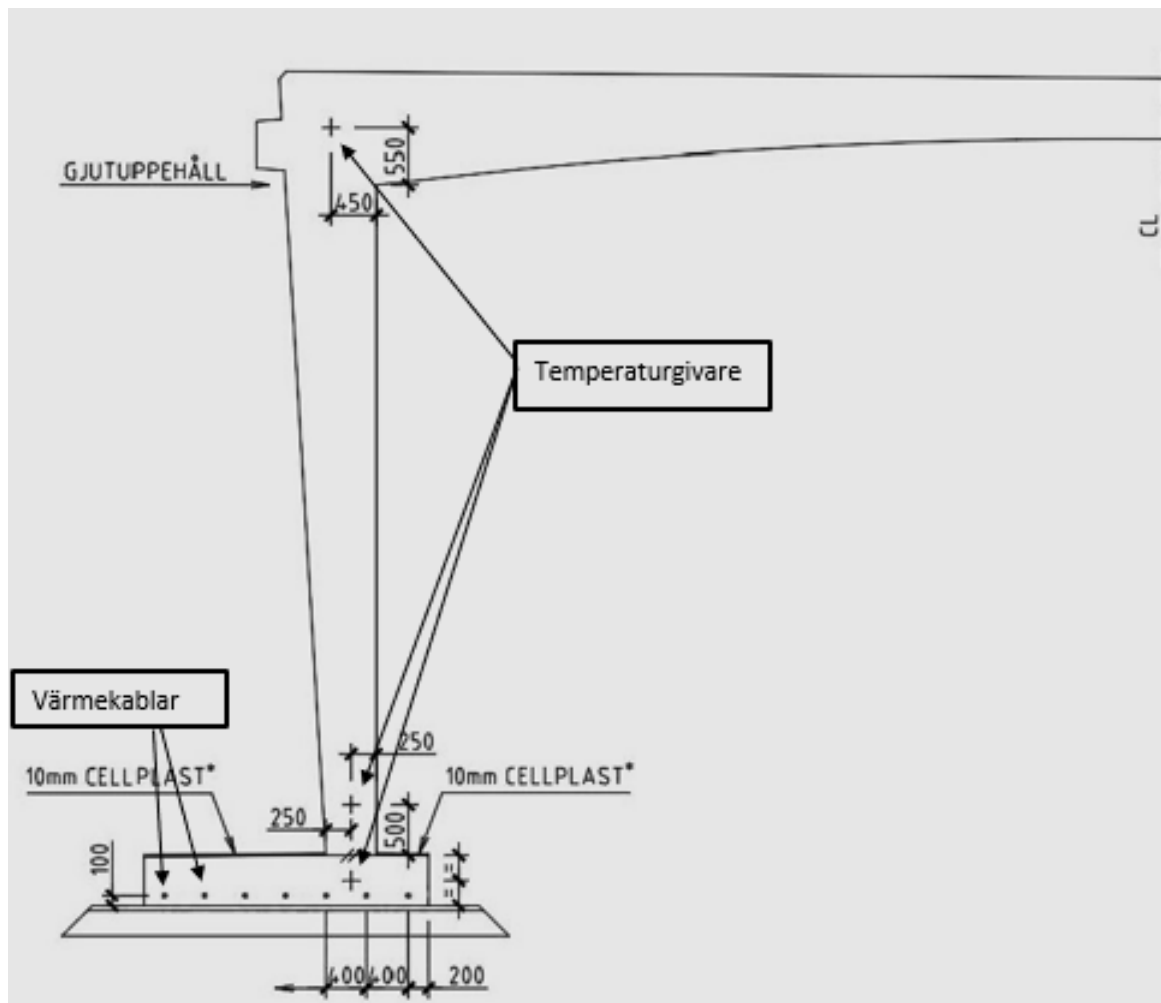 550
GJUTUPPEHÅLL
450
CL
Temperaturgivare
Värmekablar
250
10mm CELLPLAST*
10mm CELLPLAST*
250
500
100
=
=
400 400 200